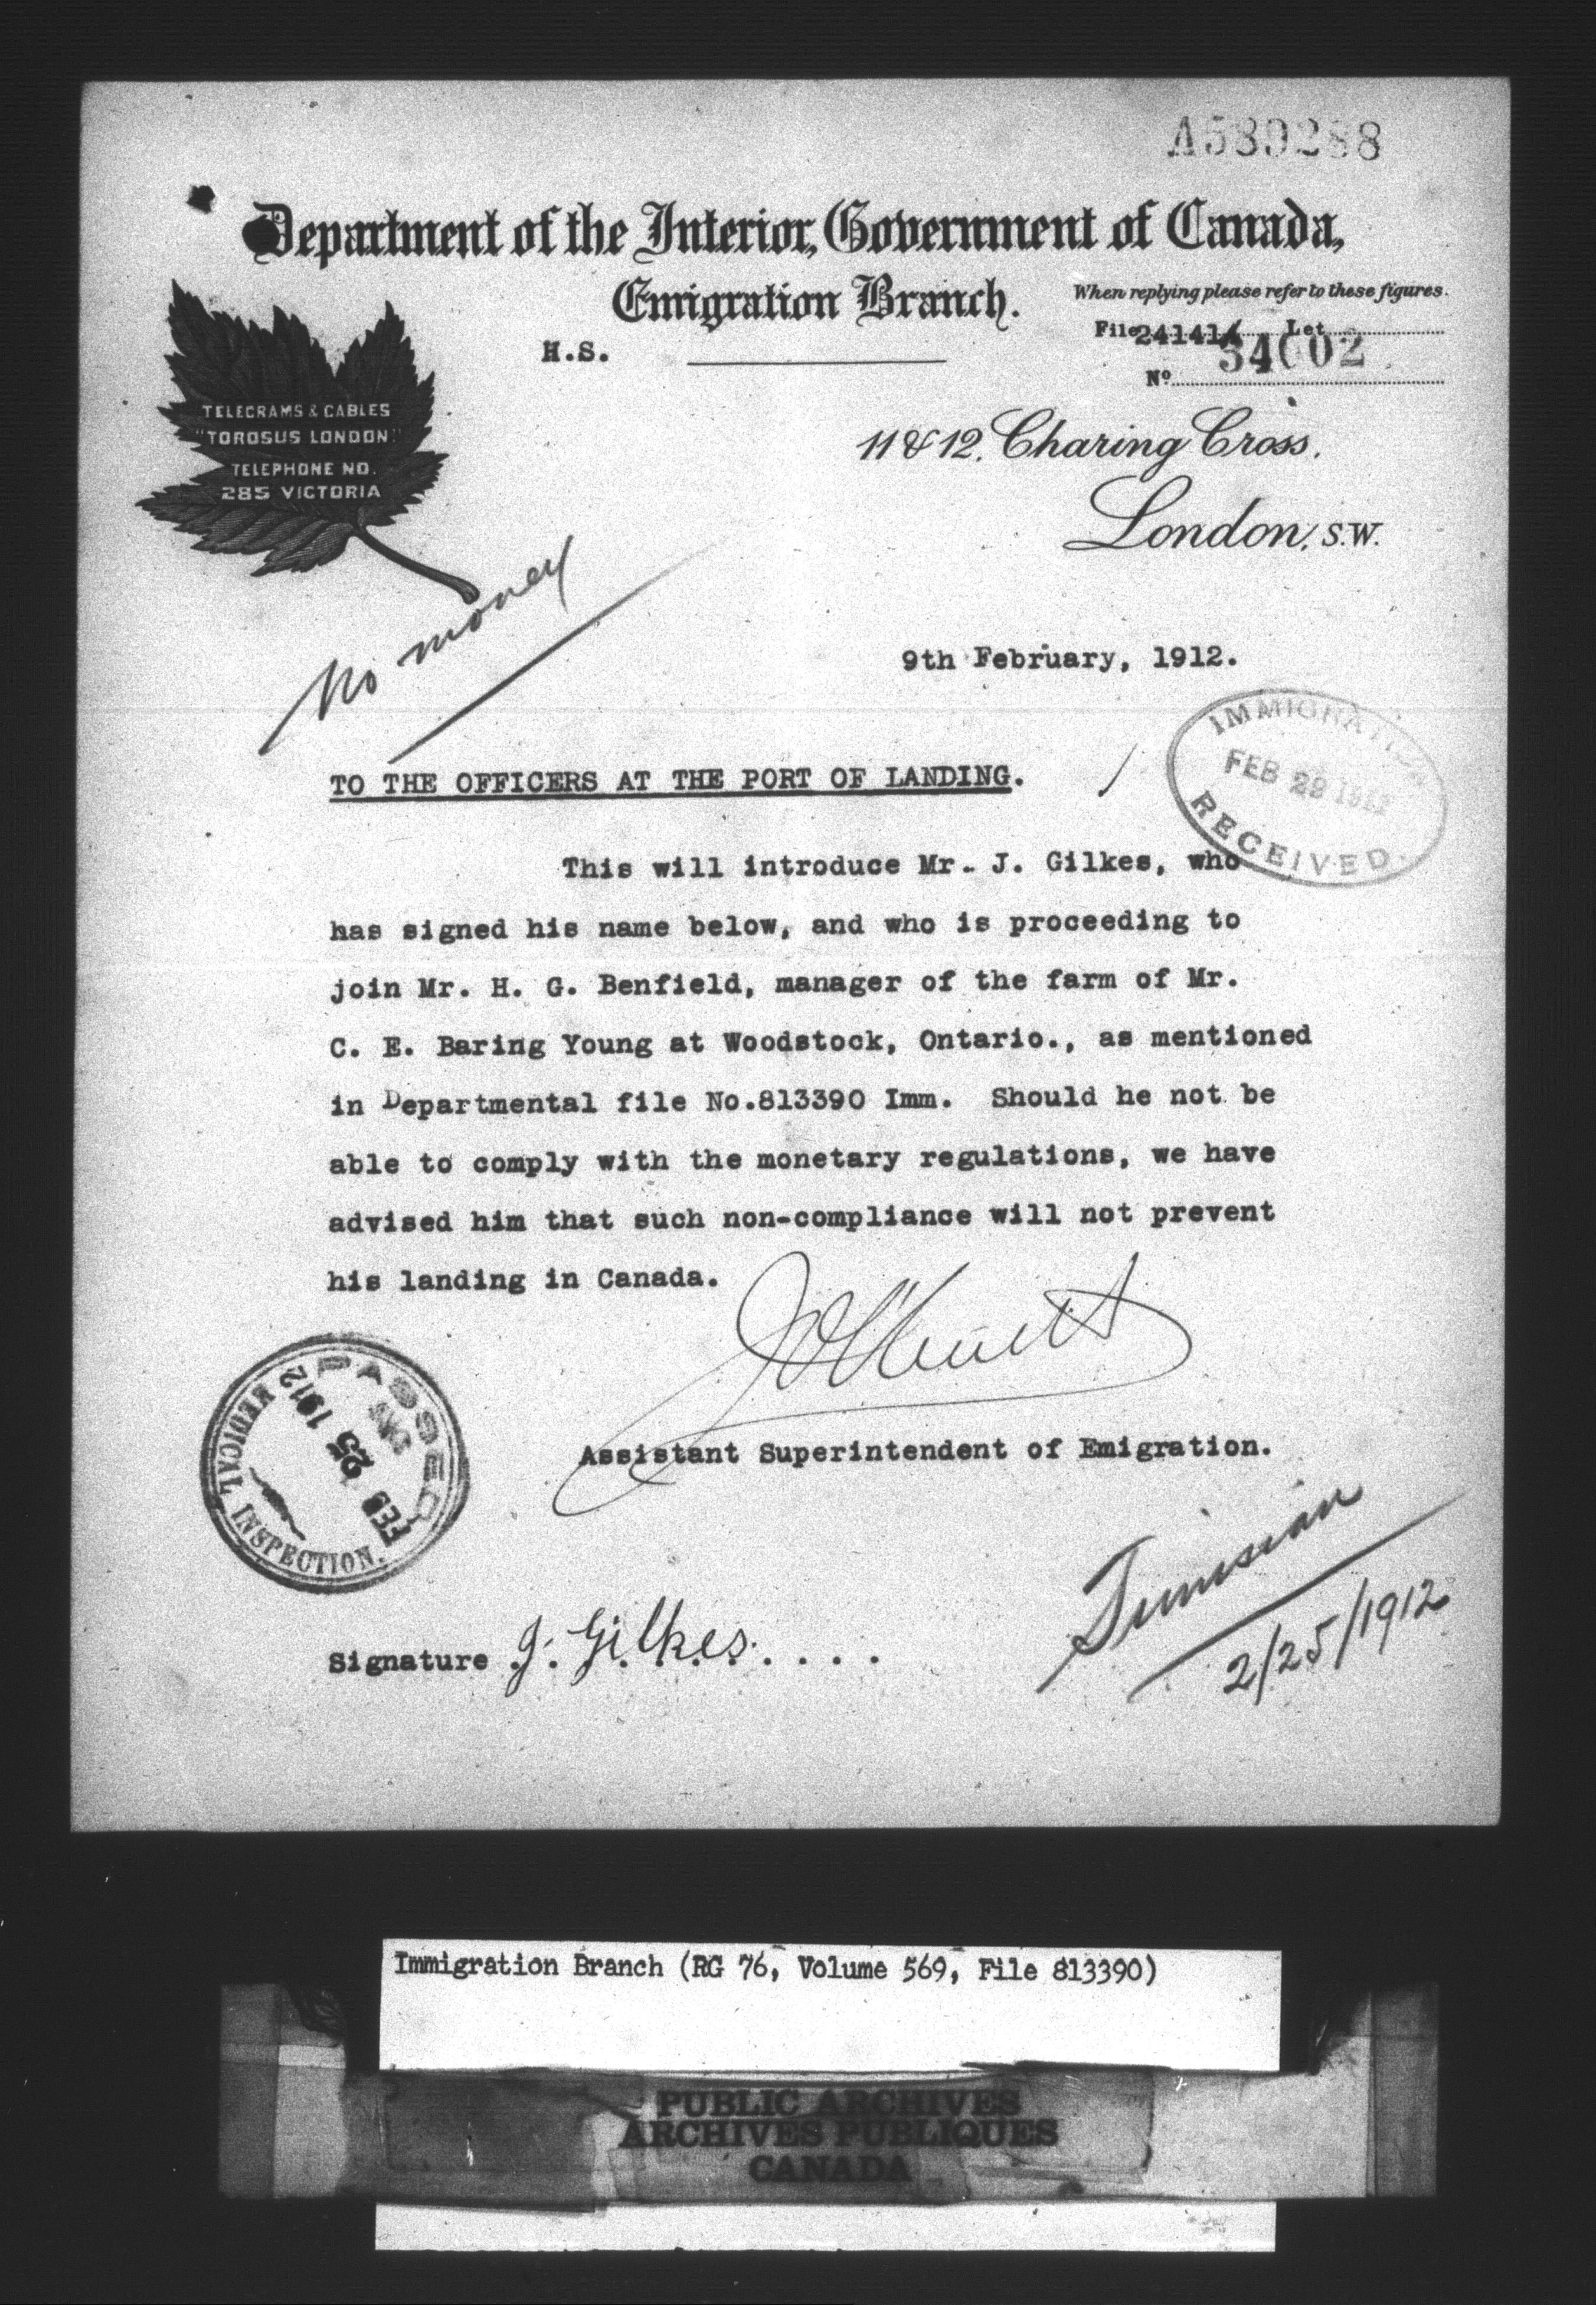 A589288
Department of the Interior, Government of Canada,
Emigration Branch.
When replying please refer to these figures.
File 241414 Let
H.S.
No 34002
TELEGRAMS & CABLES
"TOROSUS LONDON."
TELEPHONE NO.
285 VICTORIA
11 & 12, Charing Cross,
London, S.W.
No money
9th February, 1912.
IMMIGRATION
FEB 29 1912
RECEIVED
TO THE OFFICERS AT THE PORT OF LANDING.
This will introduce Mr. J. Gilkes, who
has signed his name below, and who is proceeding to
join Mr. H. G. Benfield, manager of the farm of Mr.
C. E. Baring Young at Woodstock, Ontario., as mentioned
in Departmental file No.813390 Imm. Should he not be
able to comply with the monetary regulations, we have
advised him that such non-compliance will not prevent
his landing in Canada.
PASSED
FEB 25 1912
MEDICAL INSPECTION.
Assistant Superintendent of Emigration.
Tunisian
2/25/1912
Signature J. Gilkes.....
Immigration Branch (RG 76, Volume 569, File 813390)
PUBLIC ARCHIVES
ARCHIVES PUBLIQUES
CANADA